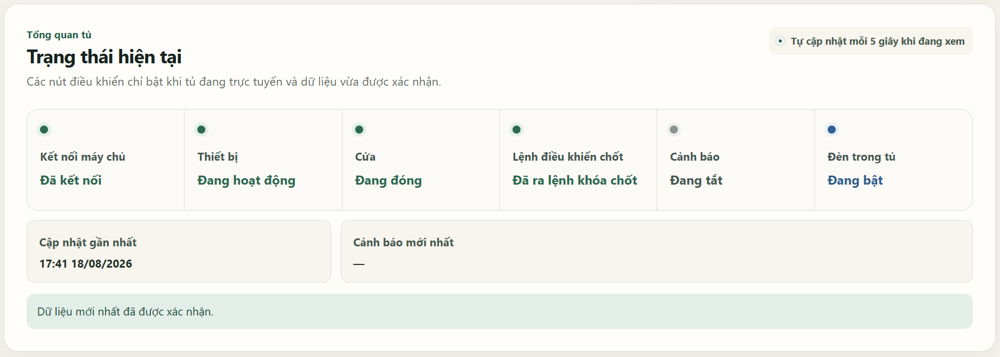 Tổng quan tủ
Trạng thái hiện tại
Các nút điều khiển chỉ bật khi tủ đang trực tuyến và dữ liệu vừa được xác nhận.
Tự cập nhật mỗi 5 giây khi đang xem
Kết nối máy chủ
Đã kết nối
Thiết bị
Đang hoạt động
Cửa
Đang đóng
Lệnh điều khiển chốt
Đã ra lệnh khóa chốt
Cảnh báo
Đang tắt
Đèn trong tủ
Đang bật
Cập nhật gần nhất
17:41 18/08/2026
Cảnh báo mới nhất
—
Dữ liệu mới nhất đã được xác nhận.